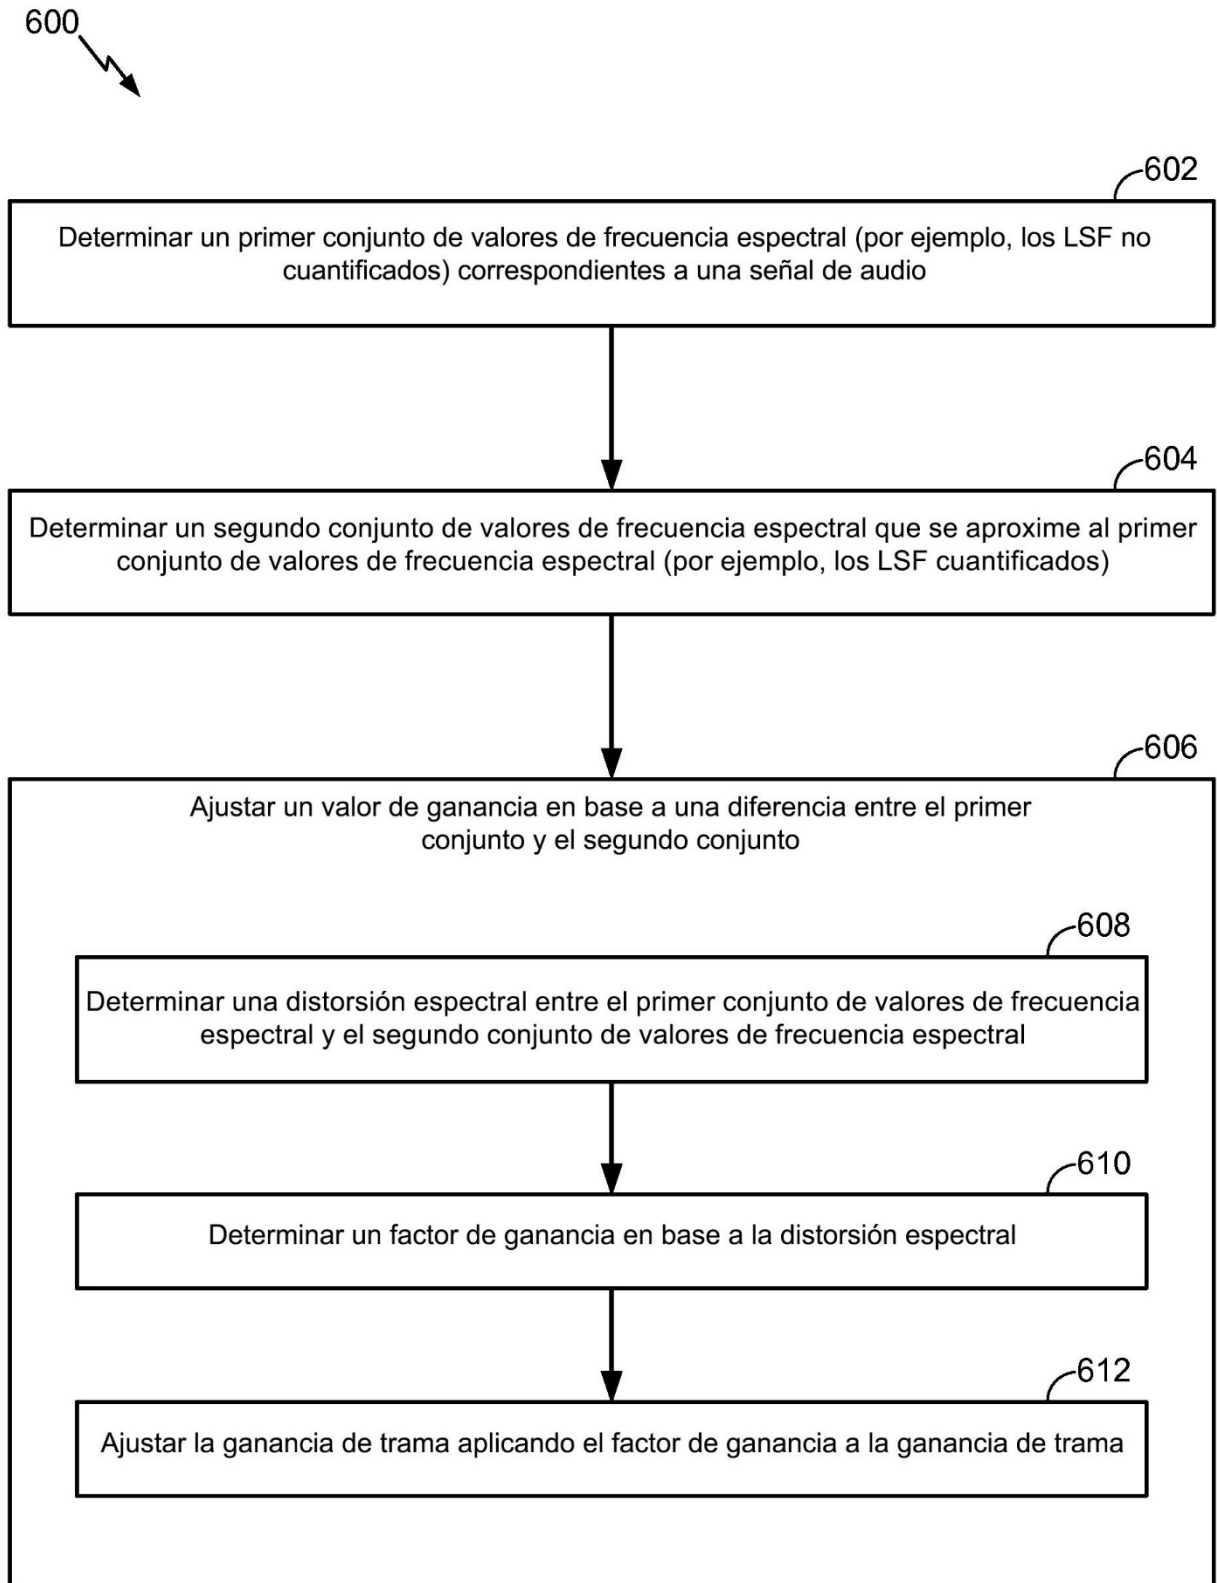 600
602
Determinar un primer conjunto de valores de frecuencia espectral (por ejemplo, los LSF no
cuantificados) correspondientes a una señal de audio
604
Determinar un segundo conjunto de valores de frecuencia espectral que se aproxime al primer
conjunto de valores de frecuencia espectral (por ejemplo, los LSF cuantificados)
606
Ajustar un valor de ganancia en base a una diferencia entre el primer
conjunto y el segundo conjunto
608
Determinar una distorsión espectral entre el primer conjunto de valores de frecuencia
espectral y el segundo conjunto de valores de frecuencia espectral
610
Determinar un factor de ganancia en base a la distorsión espectral
612
Ajustar la ganancia de trama aplicando el factor de ganancia a la ganancia de trama